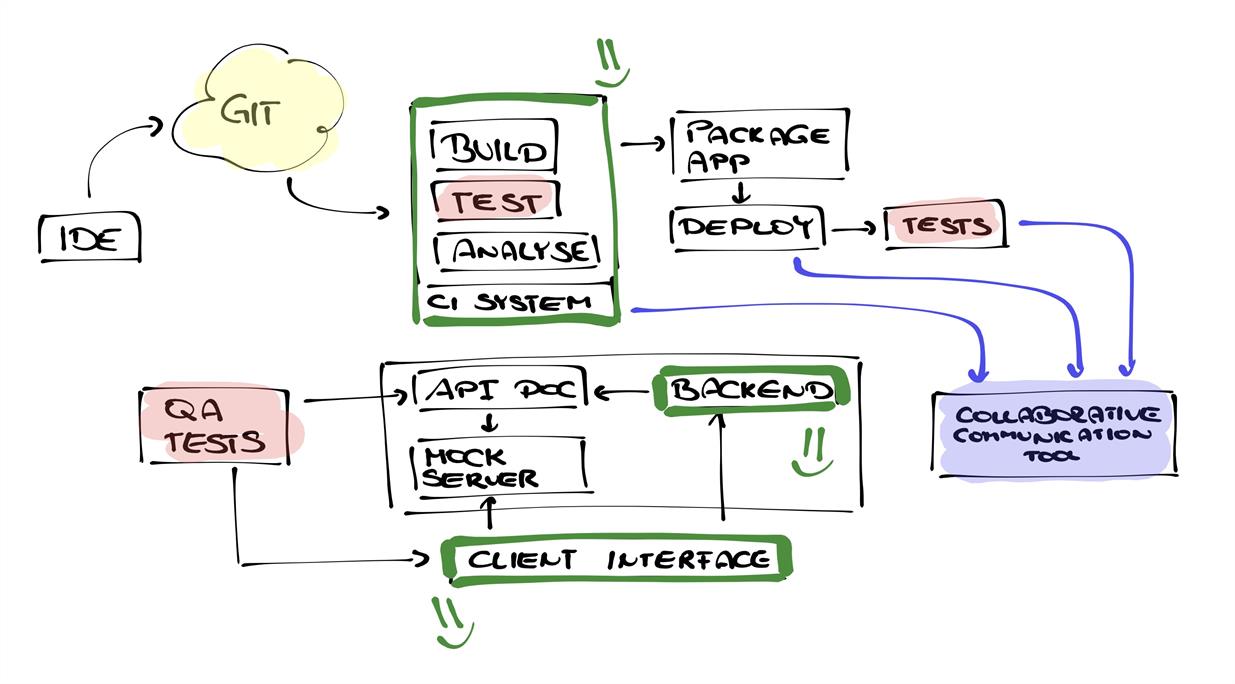 GIT
IDE
BUILD
TEST
ANALYSE
CI SYSTEM
PACKAGE
APP
DEPLOY
TESTS
QA
TESTS
API DOC
BACKEND
MOCK
SERVER
CLIENT INTERFACE
COLLABORATIVE
COMMUNICATION
TOOL